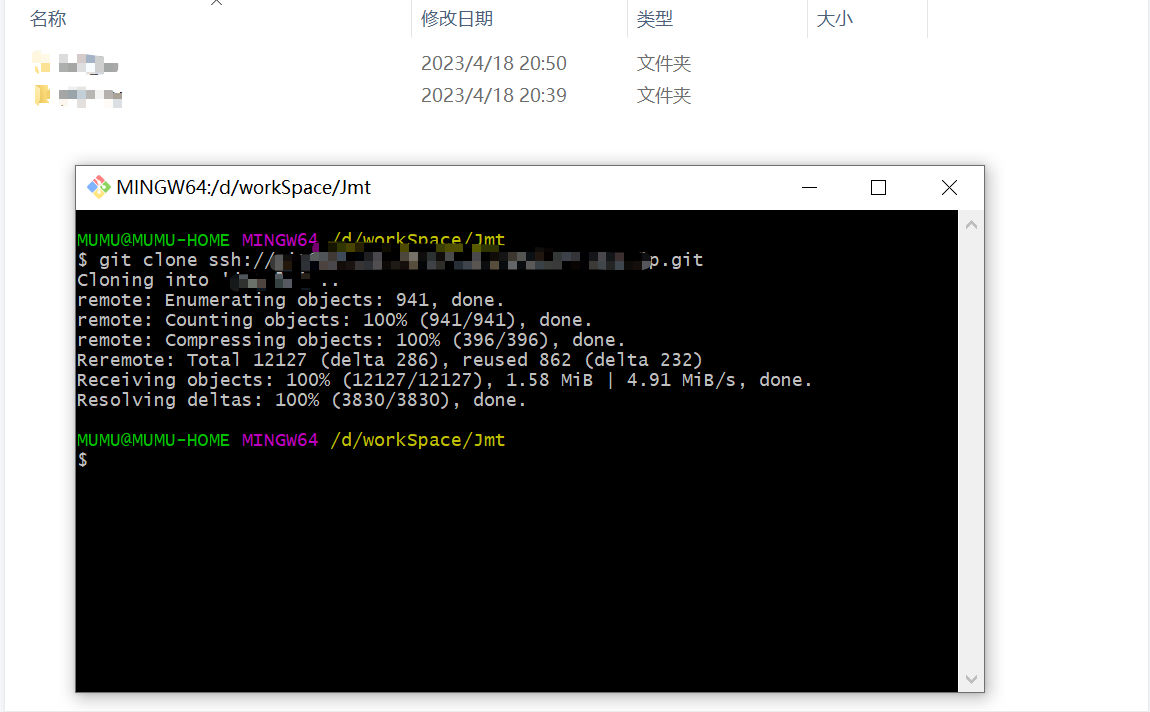 名称 修改日期 类型 大小
2023/4/18 20:50 文件夹
2023/4/18 20:39 文件夹
MINGW64:/d/workSpace/Jmt
MUMU@MUMU-HOME MINGW64 /d/workSpace/Jmt
$ git clone ssh:// p.git
Cloning into ' ..
remote: Enumerating objects: 941, done.
remote: Counting objects: 100% (941/941), done.
remote: Compressing objects: 100% (396/396), done.
Reremote: Total 12127 (delta 286), reused 862 (delta 232)
Receiving objects: 100% (12127/12127), 1.58 MiB | 4.91 MiB/s, done.
Resolving deltas: 100% (3830/3830), done.
MUMU@MUMU-HOME MINGW64 /d/workSpace/Jmt
$